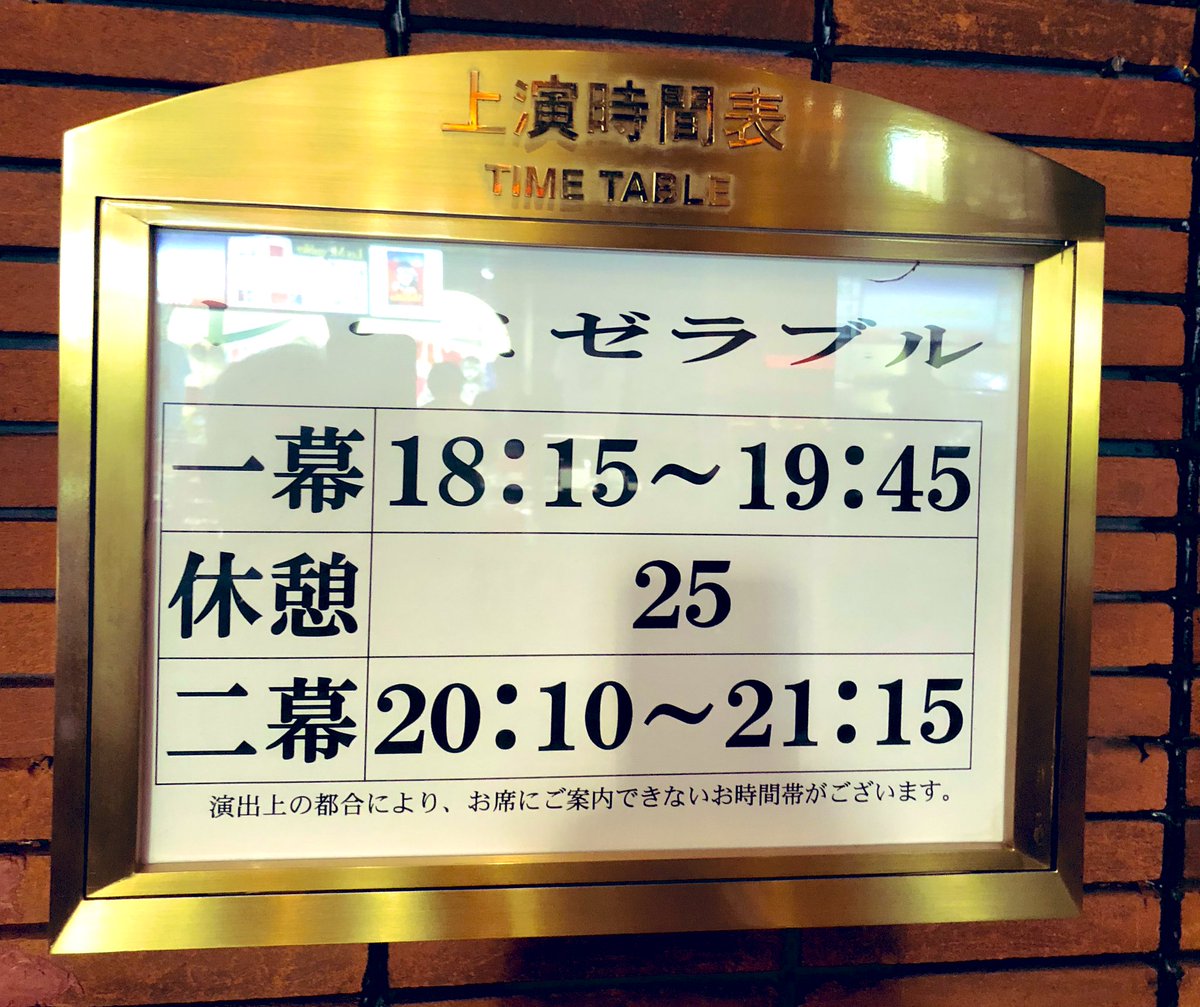 上演時間表
TIME TABLE
レ・ミゼラブル
一幕 18:15～19:45
休憩 25
二幕 20:10～21:15
演出上の都合により、お席にご案内できないお時間帯がございます。